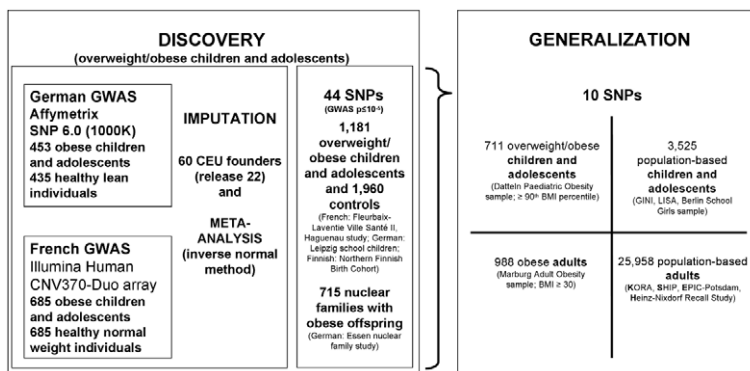 DISCOVERY
(overweight/obese children and adolescents)
German GWAS
Affymetrix
SNP 6.0 (1000K)
453 obese children
and adolescents
435 healthy lean
individuals
French GWAS
Illumina Human
CNV370-Duo array
685 obese children
and adolescents
685 healthy normal
weight individuals
IMPUTATION
60 CEU founders
(release 22)
and
META-
ANALYSIS
(inverse normal
method)
44 SNPs
(GWAS p≤10⁻⁵)
1,181
overweight/
obese children
and adolescents
and 1,960
controls
(French: Fleurbaix-
Laventie Ville Santé II,
Haguenau study; German:
Leipzig school children;
Finnish: Northern Finnish
Birth Cohort)
715 nuclear
families with
obese offspring
(German: Essen nuclear
family study)
GENERALIZATION
10 SNPs
711 overweight/obese
children and
adolescents
(Datteln Paediatric Obesity
sample; ≥ 90th BMI percentile)
3,525
population-based
children and
adolescents
(GINI, LISA, Berlin School
Girls sample)
988 obese adults
(Marburg Adult Obesity
sample; BMI ≥ 30)
25,958 population-based
adults
(KORA, SHIP, EPIC-Potsdam,
Heinz-Nixdorf Recall Study)